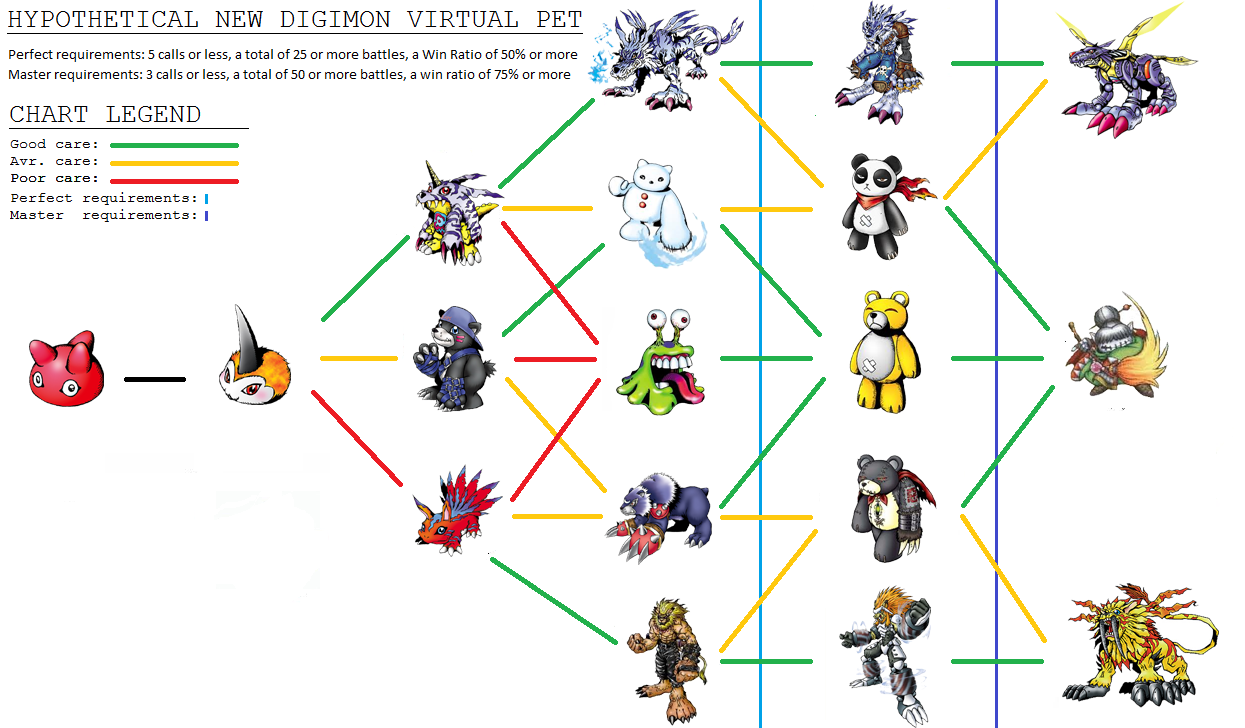 HYPOTHETICAL NEW DIGIMON VIRTUAL PET
Perfect requirements: 5 calls or less, a total of 25 or more battles, a Win Ratio of 50% or more
Master requirements: 3 calls or less, a total of 50 or more battles, a win ratio of 75% or more
CHART LEGEND
Good care:
Avr. care:
Poor care:
Perfect requirements:
Master requirements: